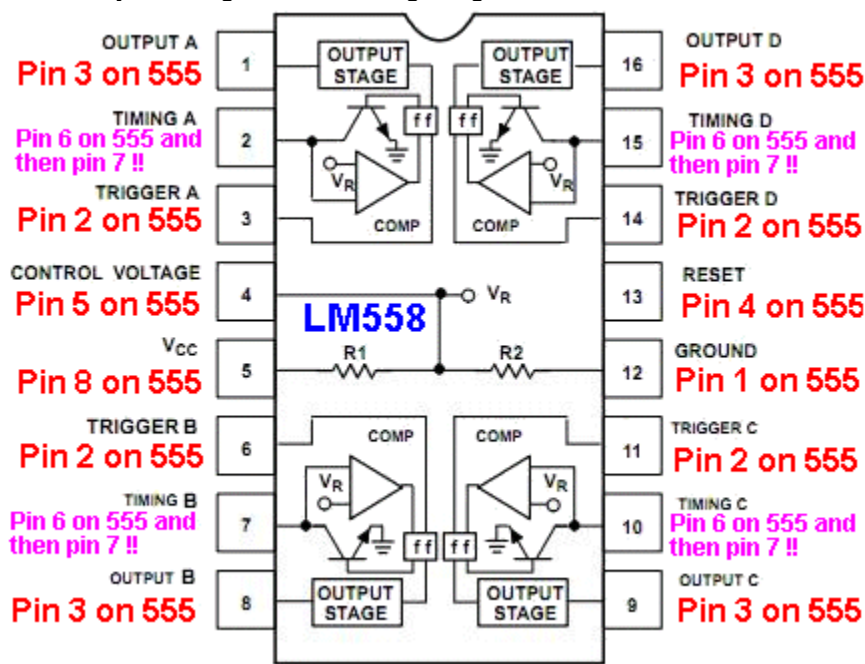 OUTPUT A
Pin 3 on 555
1
TIMING A
Pin 6 on 555 and
then pin 7 !!
2
TRIGGER A
Pin 2 on 555
3
CONTROL VOLTAGE
Pin 5 on 555
4
VCC
Pin 8 on 555
5
TRIGGER B
Pin 2 on 555
6
TIMING B
Pin 6 on 555 and
then pin 7 !!
7
OUTPUT B
Pin 3 on 555
8
OUTPUT
STAGE
ff
VR
COMP
OUTPUT
STAGE
ff
VR
COMP
VR
LM558
R1
R2
COMP
VR
ff
OUTPUT
STAGE
COMP
VR
ff
OUTPUT
STAGE
OUTPUT D
16
Pin 3 on 555
TIMING D
15
Pin 6 on 555 and
then pin 7 !!
TRIGGER D
14
Pin 2 on 555
RESET
13
Pin 4 on 555
GROUND
12
Pin 1 on 555
TRIGGER C
11
Pin 2 on 555
TIMING C
10
Pin 6 on 555 and
then pin 7 !!
OUTPUT C
9
Pin 3 on 555